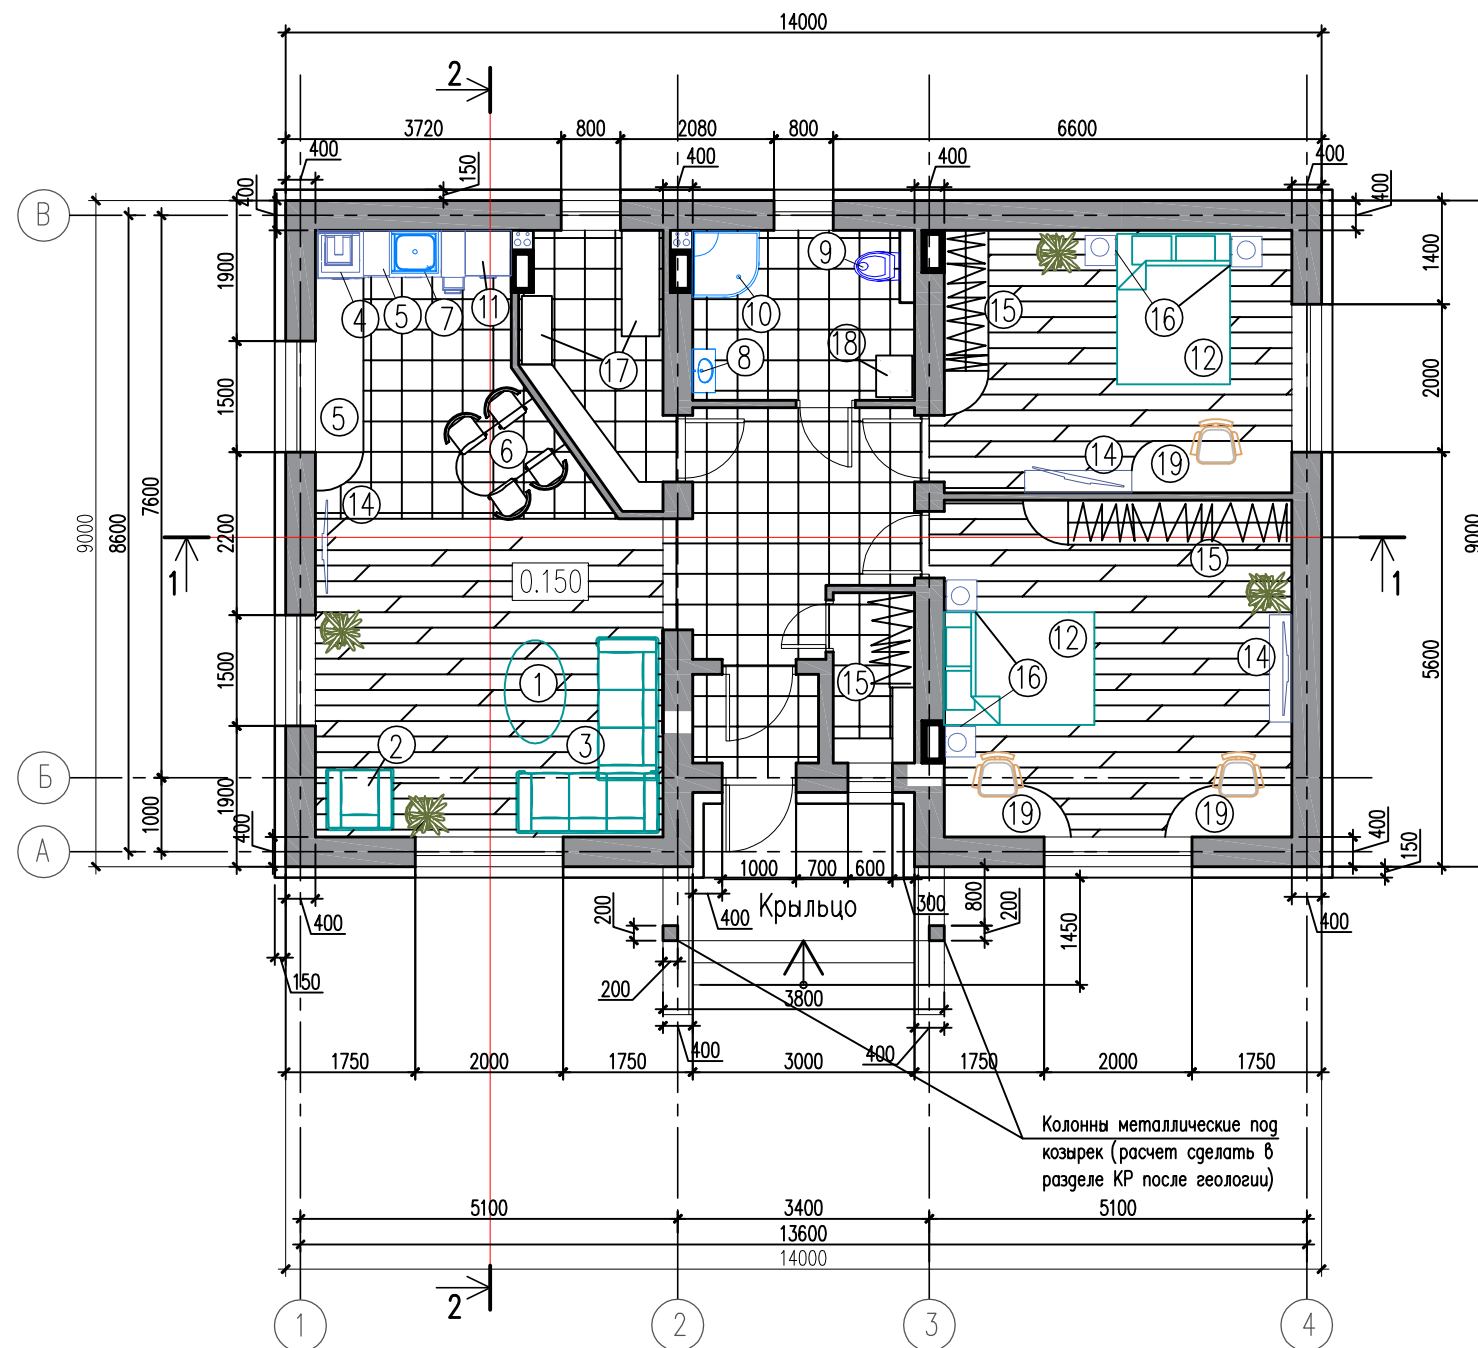 14000
2
3720 800 2080 800 6600
400 150 400 400 400
400 400
В
1900 1400
9 10 15 16 12
4 5 7 11
17 8 18
1500 2000
5 6 14 19
14
9000 8600 7600 2200 9000
1 15 1
0.150
1500 5600
1 12 14
15 16
2 3
Б
1000 1900
19 19
А
400 400 150
1000 700 600
Крыльцо
400 200 400 300 800 200 1450 400
150 200
3800
400 400
1750 2000 1750 3000 1750 2000 1750
Колонны металлические под
козырек (расчет сделать в
разделе КР после геологии)
5100 3400 5100
13600
14000
2
1 2 3 4